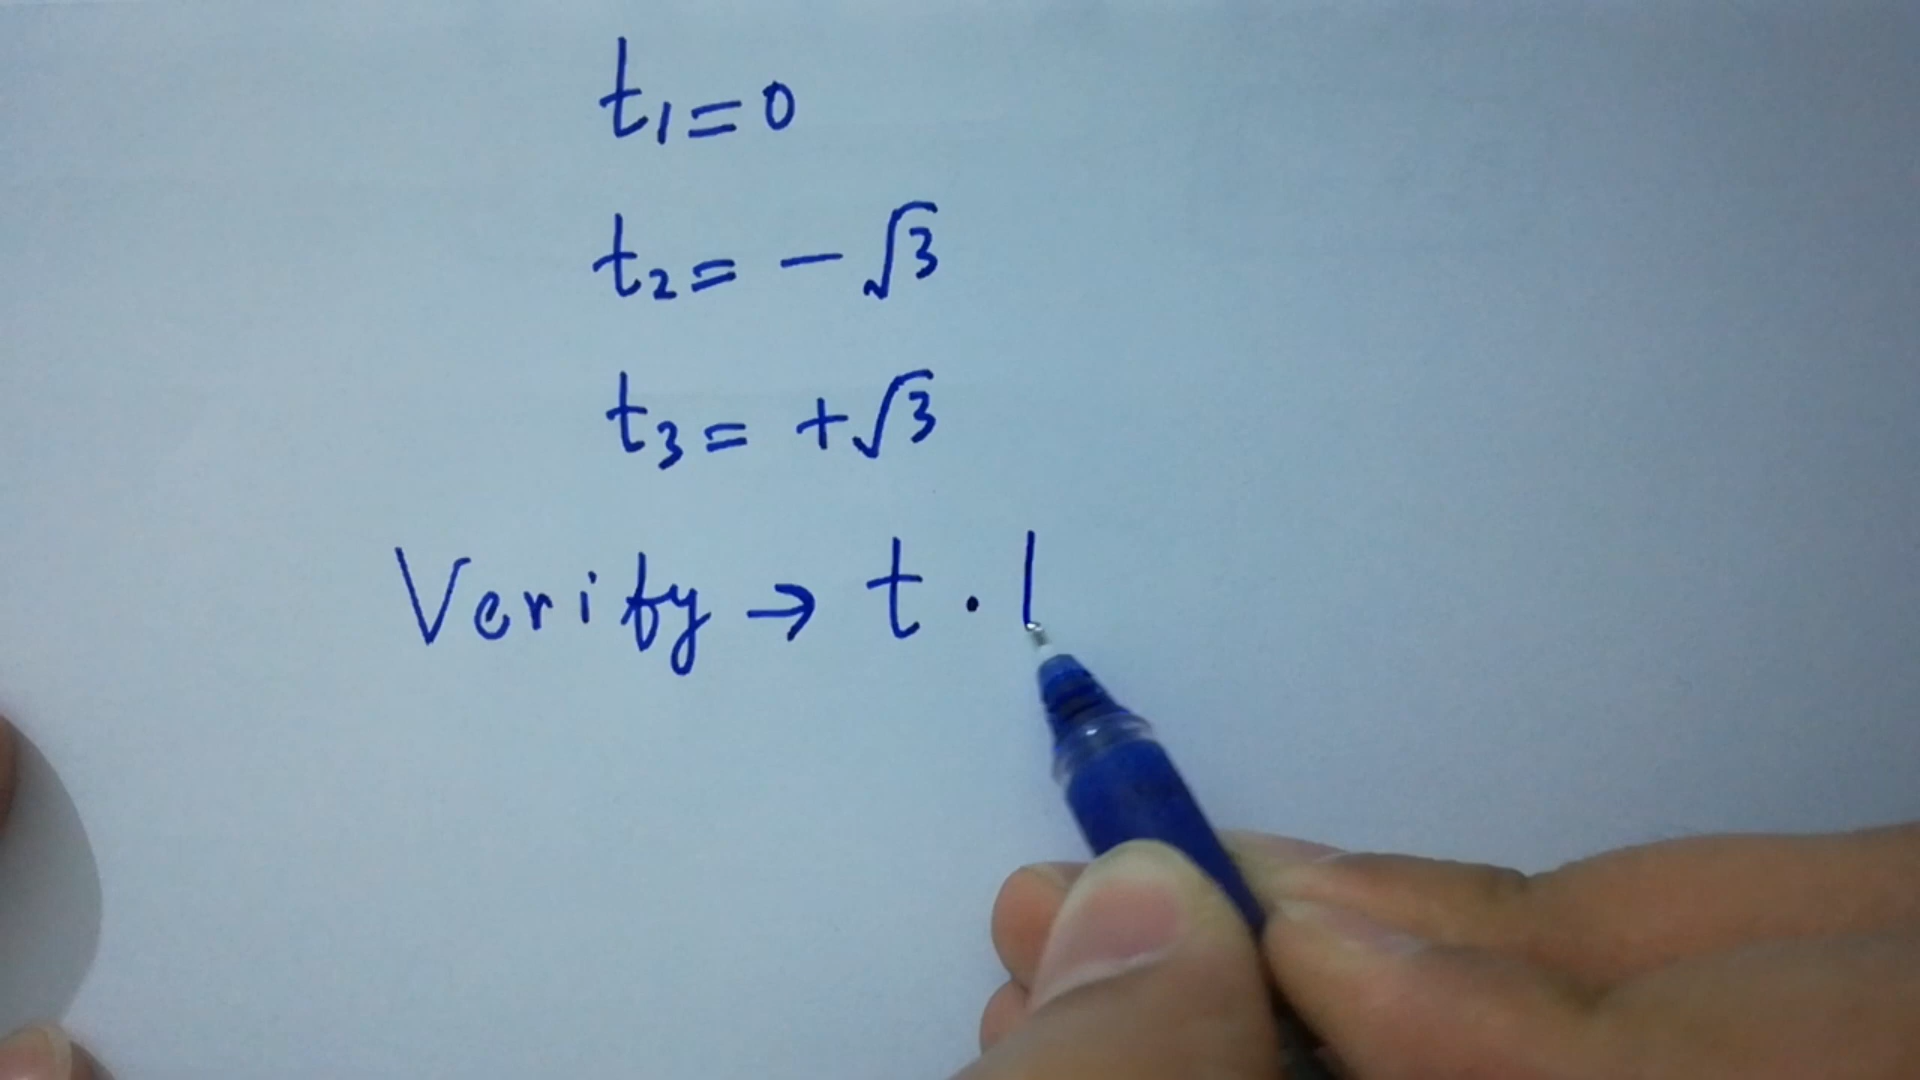 t₁ = 0
t₂ = - √3
t₃ = + √3
Verify → t . |